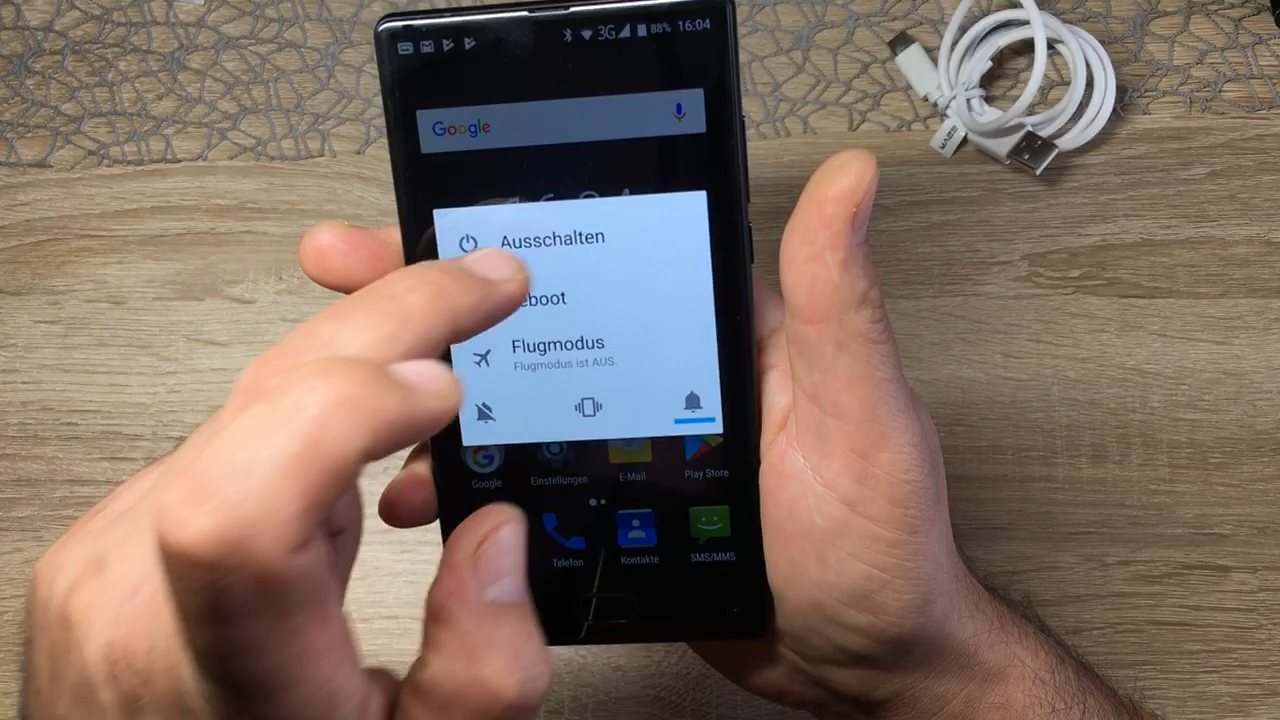 3G 88% 16:04
Google
Ausschalten
eboot
Flugmodus
Flugmodus ist AUS.
Google Einstellungen E-Mail Play Store
Telefon Kontakte SMS/MMS